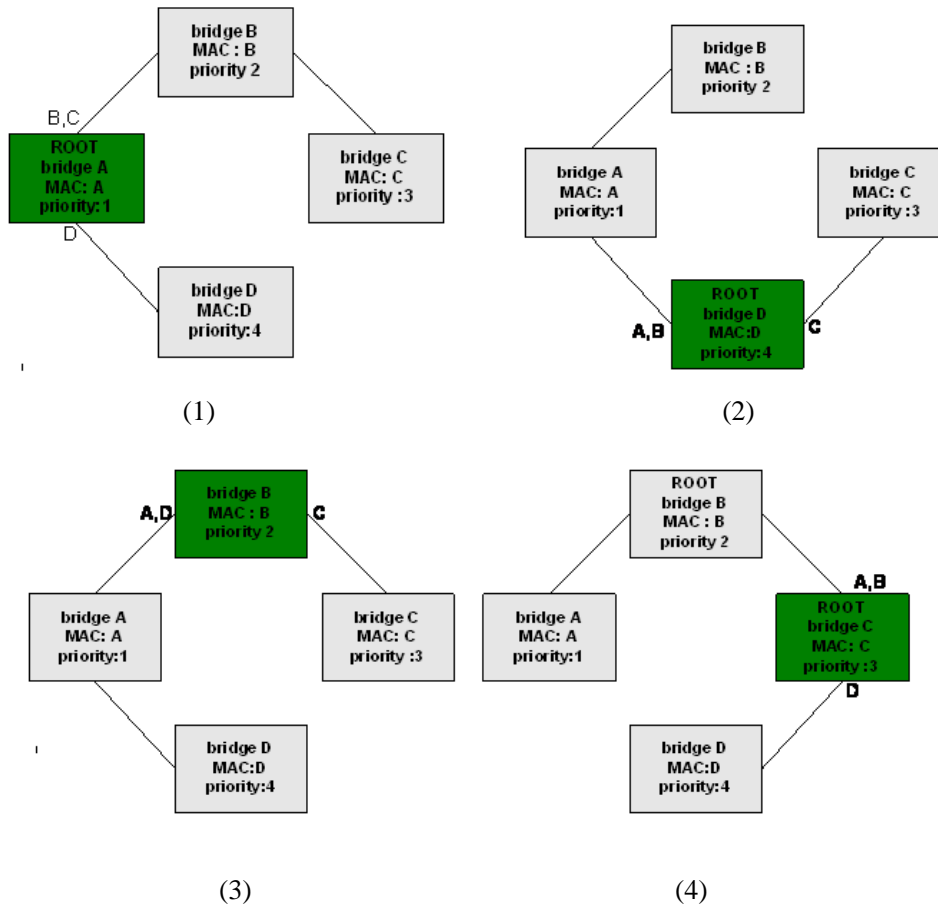 bridge B
MAC : B
priority 2
B,C
ROOT
bridge A
MAC: A
priority:1
D
bridge C
MAC: C
priority :3
bridge D
MAC:D
priority:4
(1)
bridge B
MAC : B
priority 2
bridge A
MAC: A
priority:1
bridge C
MAC: C
priority :3
A,B
ROOT
bridge D
MAC:D
priority:4
C
(2)
A,D
bridge B
MAC : B
priority 2
C
bridge A
MAC: A
priority:1
bridge C
MAC: C
priority :3
bridge D
MAC:D
priority:4
(3)
ROOT
bridge B
MAC : B
priority 2
bridge A
MAC: A
priority:1
A,B
ROOT
bridge C
MAC: C
priority :3
D
bridge D
MAC:D
priority:4
(4)